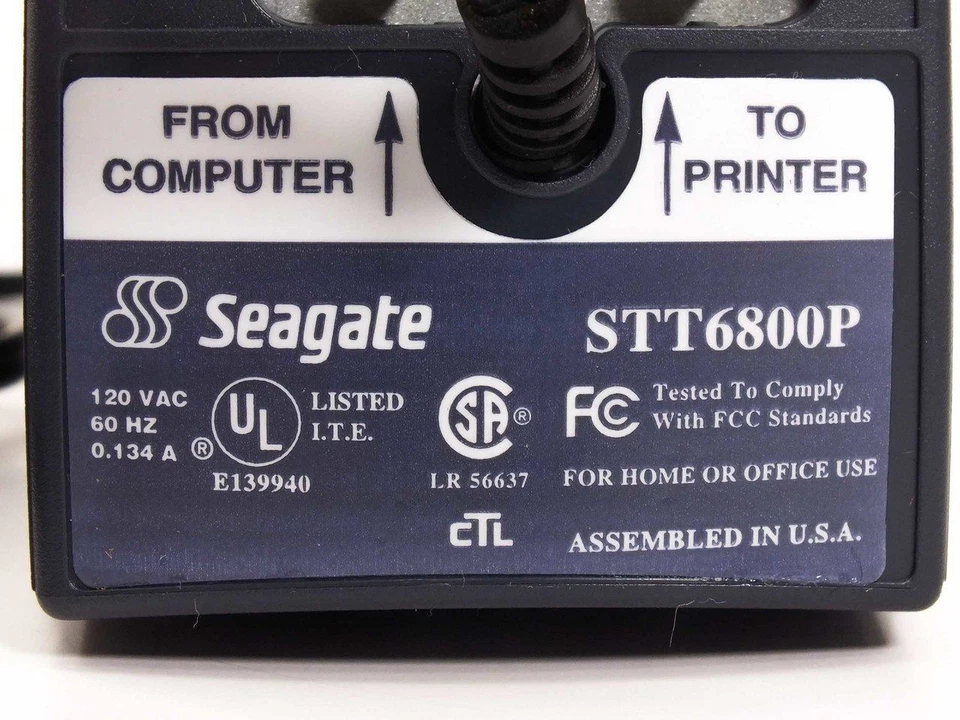 FROM
COMPUTER
TO
PRINTER
Seagate
STT6800P
120 VAC
60 HZ
0.134 A
UL ®
LISTED
I.T.E.
E139940
SA ®
LR 56637
FC
Tested To Comply
With FCC Standards
FOR HOME OR OFFICE USE
cTL
ASSEMBLED IN U.S.A.